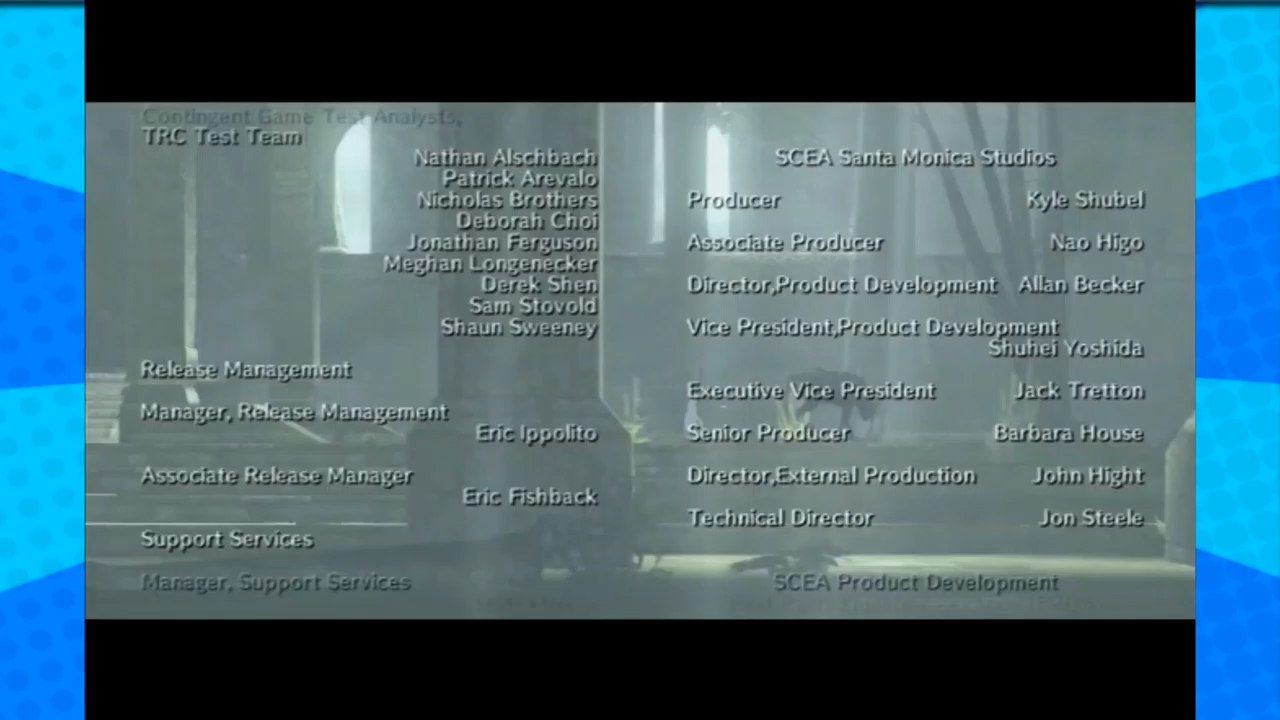 Contingent Game Test Analysts,
TRC Test Team
Nathan Alschbach
Patrick Arevalo
Nicholas Brothers
Deborah Choi
Jonathan Ferguson
Meghan Longenecker
Derek Shen
Sam Stovold
Shaun Sweeney
Release Management
Manager, Release Management
Eric Ippolito
Associate Release Manager
Eric Fishback
Support Services
Manager, Support Services
SCEA Santa Monica Studios
Producer Kyle Shubel
Associate Producer Nao Higo
Director,Product Development Allan Becker
Vice President,Product Development
Shuhei Yoshida
Executive Vice President Jack Tretton
Senior Producer Barbara House
Director,External Production John Hight
Technical Director Jon Steele
SCEA Product Development